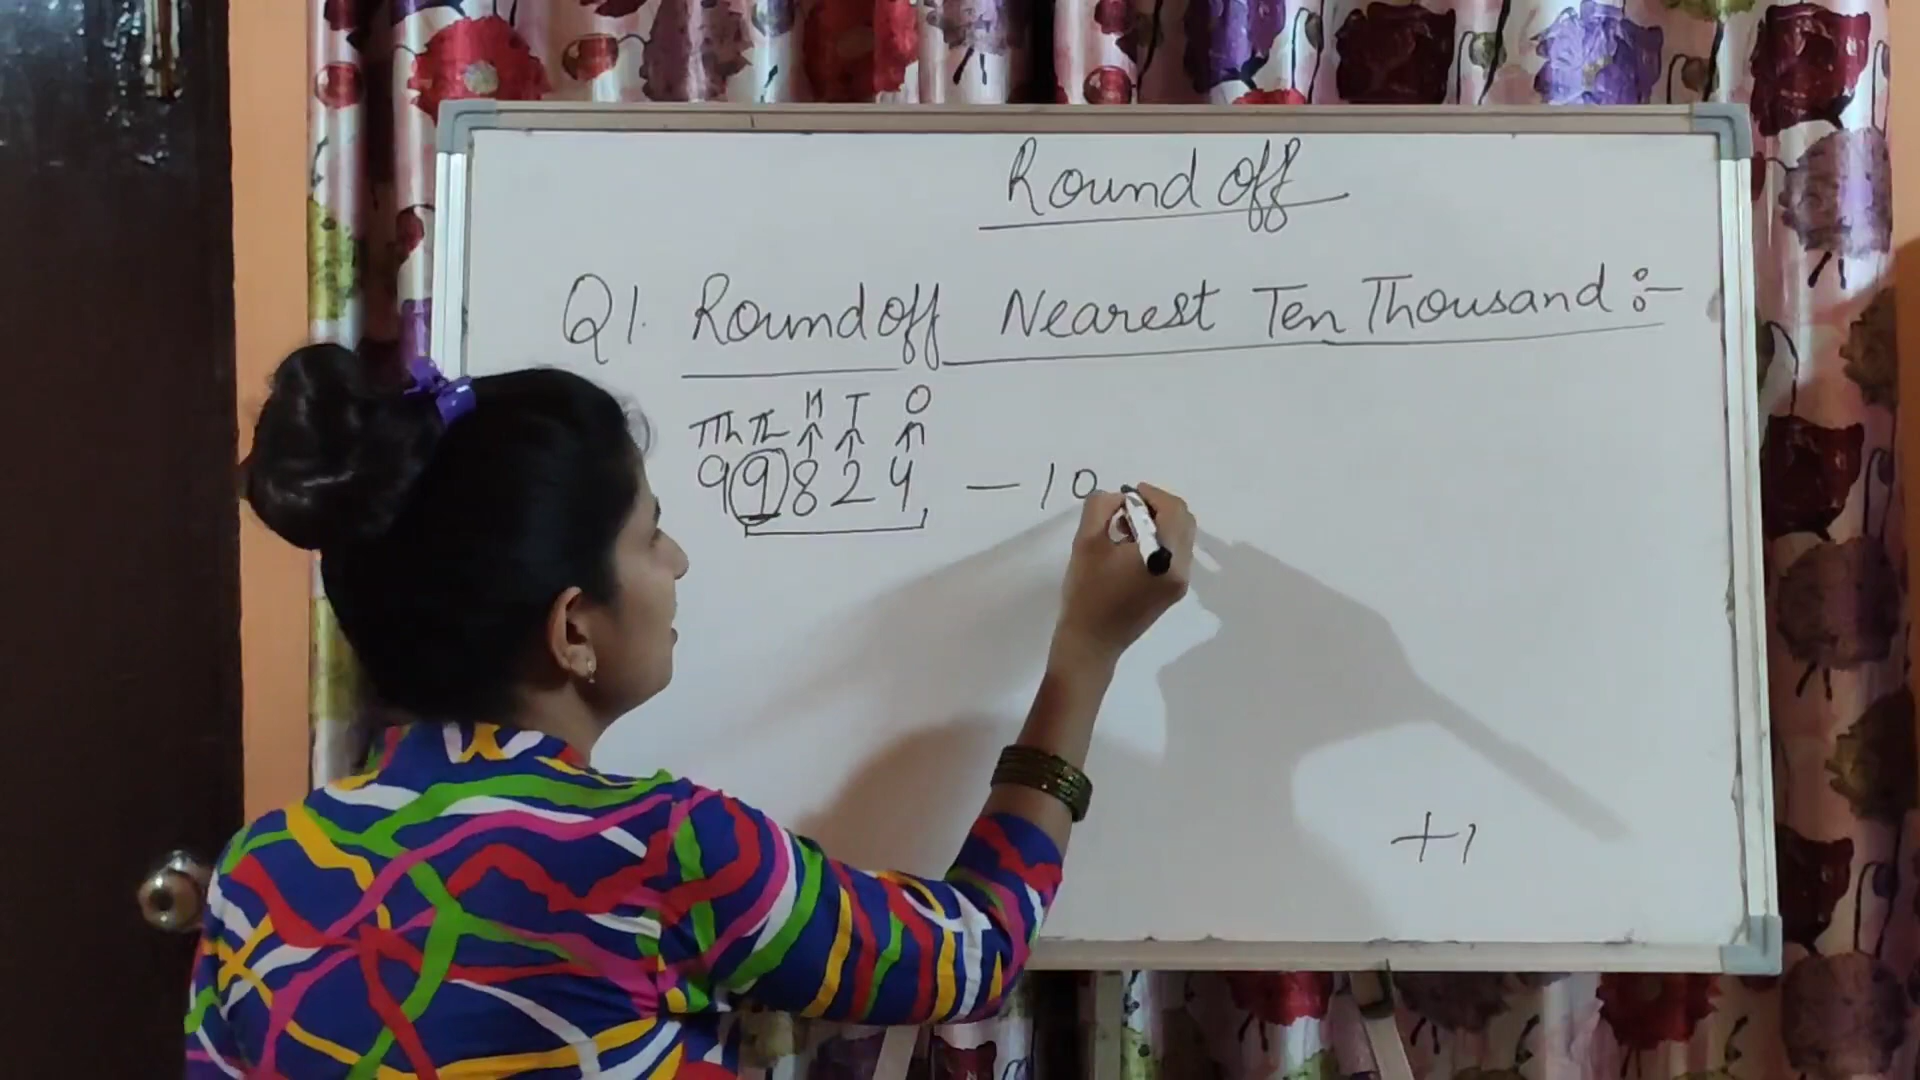 Round off
Q1. Round off Nearest Ten Thousand :-
TTh Th H T O
99824 - 10
+1